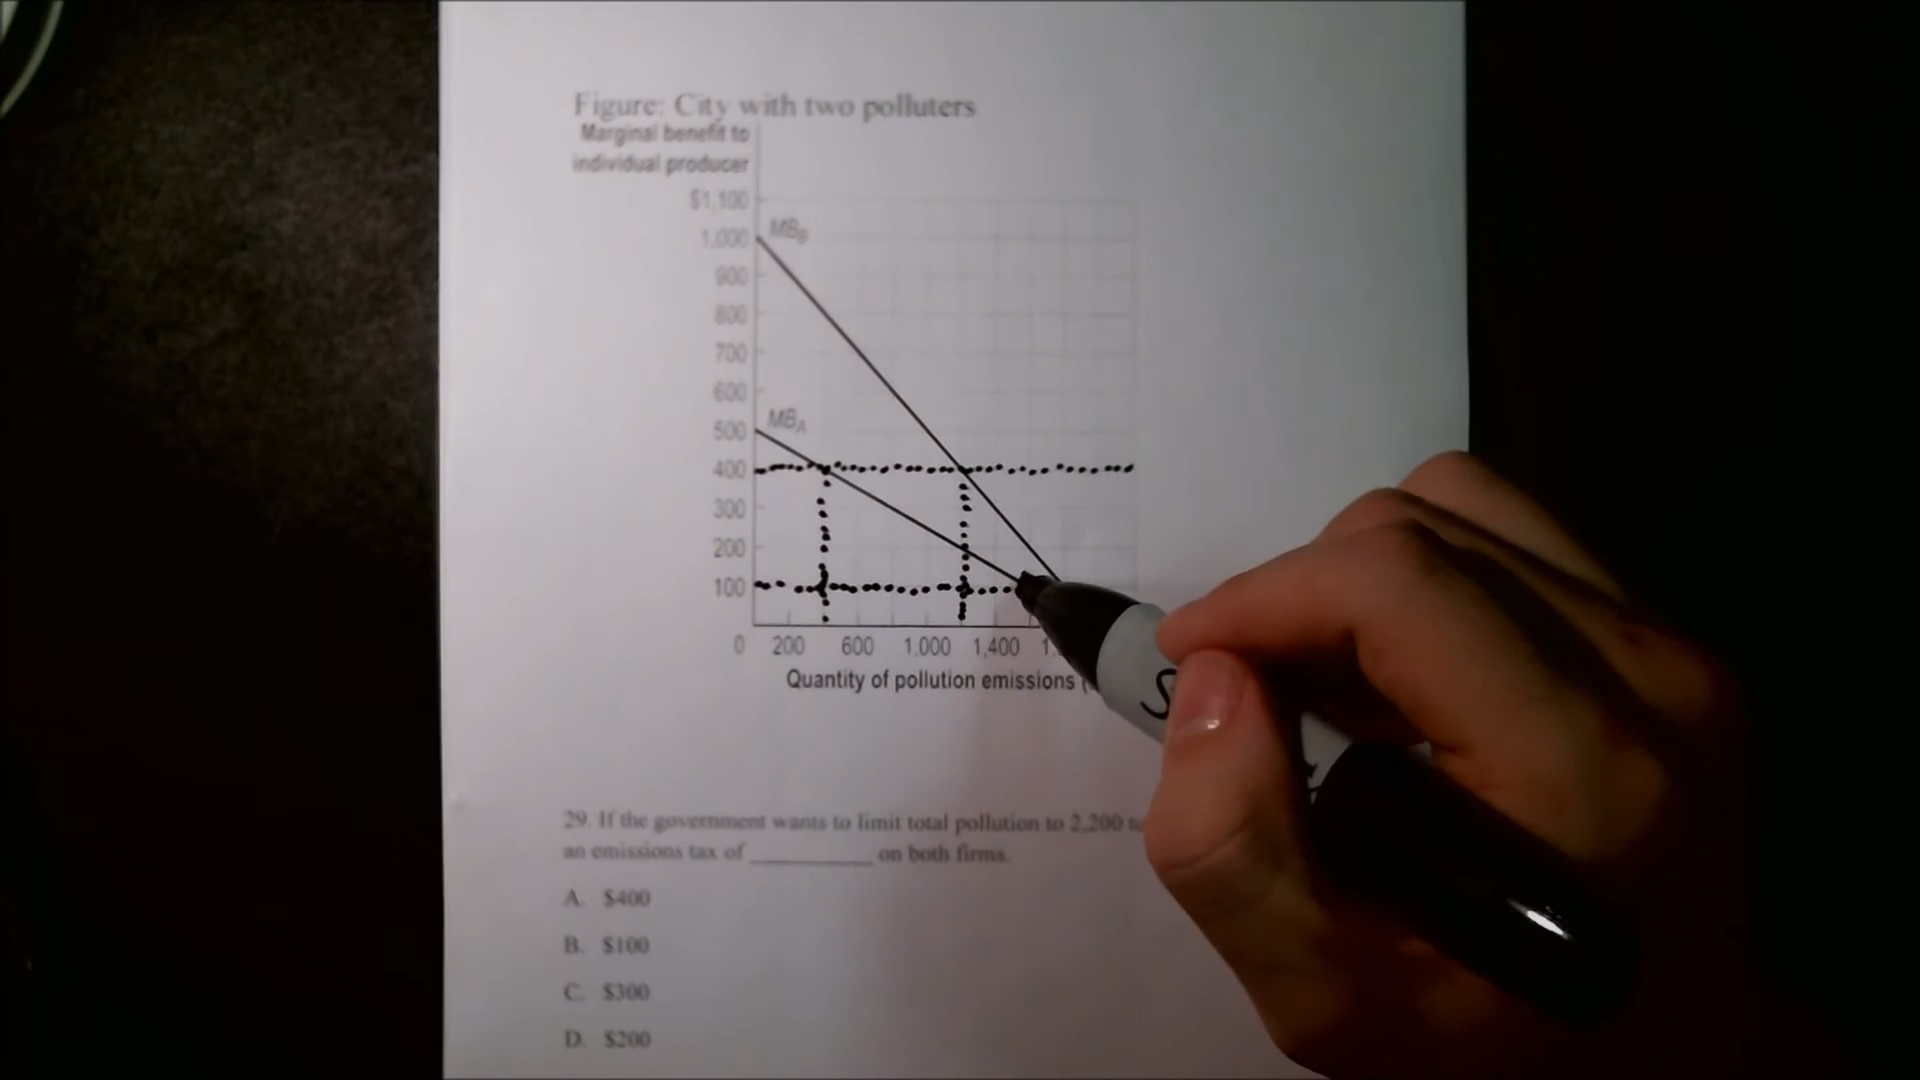 Figure: City with two polluters
Marginal benefit to
individual producer
$1,100
1,000
MB_B
900
800
700
600
500
MB_A
400
300
200
100
0 200 600 1,000 1,400
Quantity of pollution emissions (
29. If the government wants to limit total pollution to 2,200
an emissions tax of __________ on both firms.
A. $400
B. $100
C. $300
D. $200
S